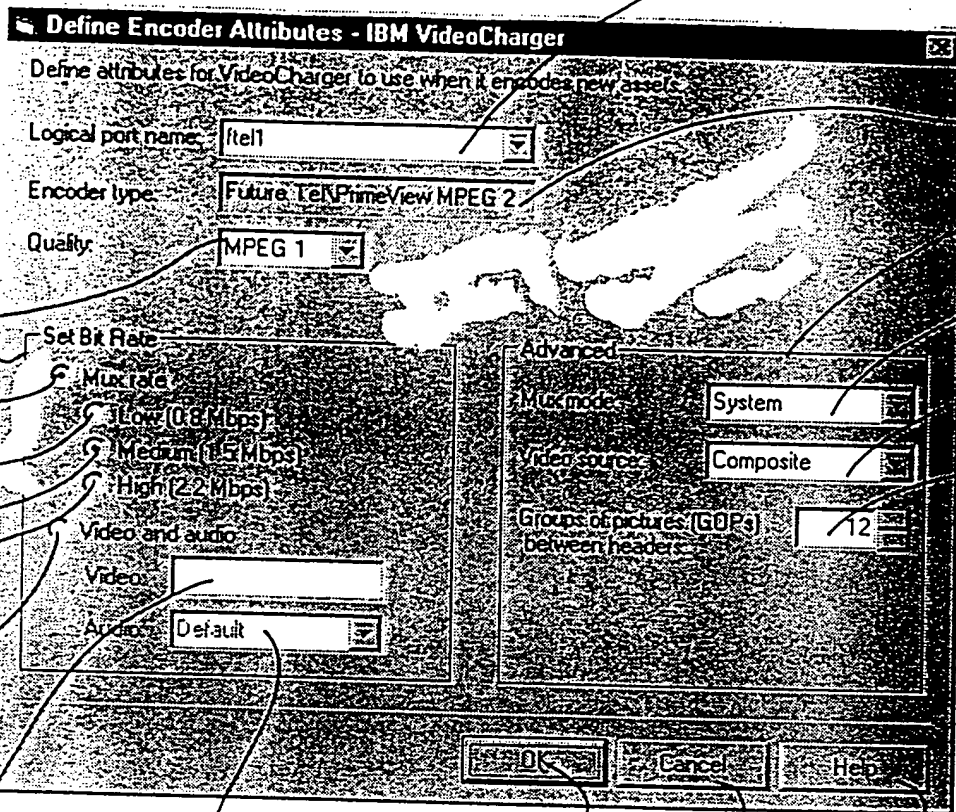 Define Encoder Attributes - IBM VideoCharger
Define attributes for VideoCharger to use when it encodes new assets.
Logical port name: ftel1
Encoder type: Future Tel\PrimeView MPEG 2
Quality: MPEG 1
Set Bit Rate
Mux rate
Low (0.8 Mbps)
Medium (1.5 Mbps)
High (2.2 Mbps)
Video and audio
Video:
Audio: Default
Advanced
Mux mode: System
Video source: Composite
Groups of pictures (GOPs) between headers: 12
OK
Cancel
Help